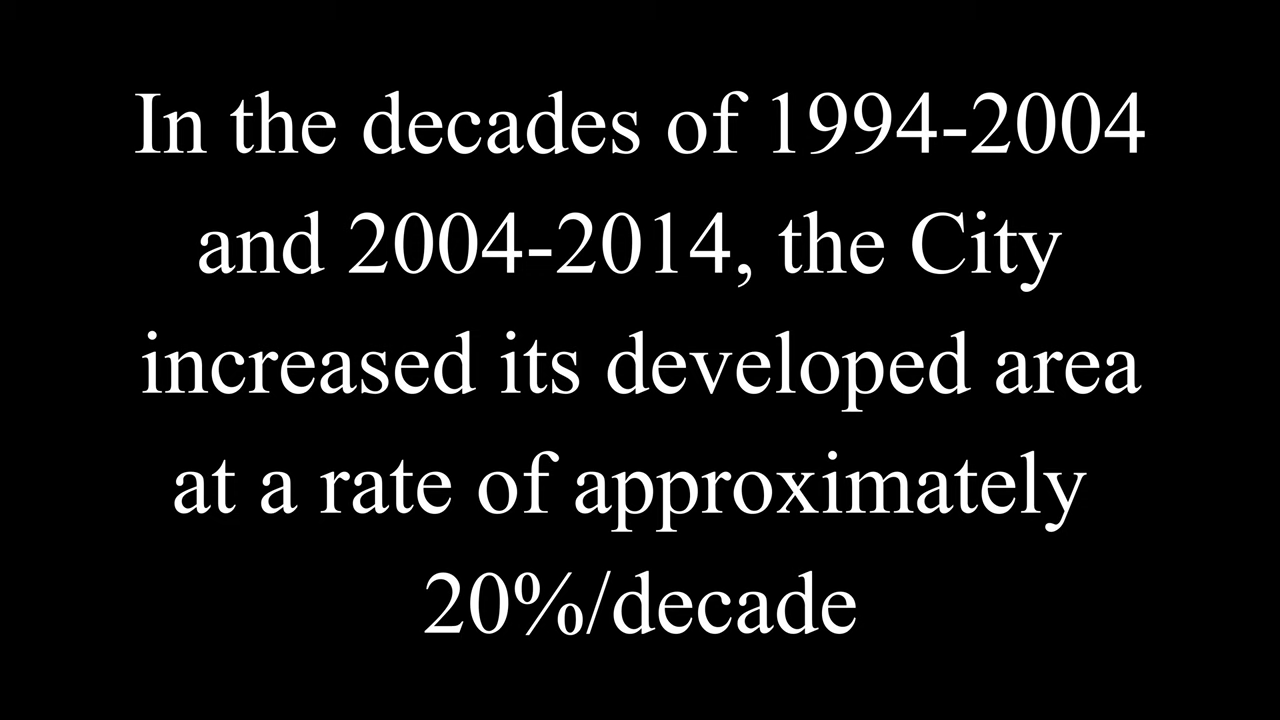 In the decades of 1994-2004
and 2004-2014, the City
increased its developed area
at a rate of approximately
20%/decade